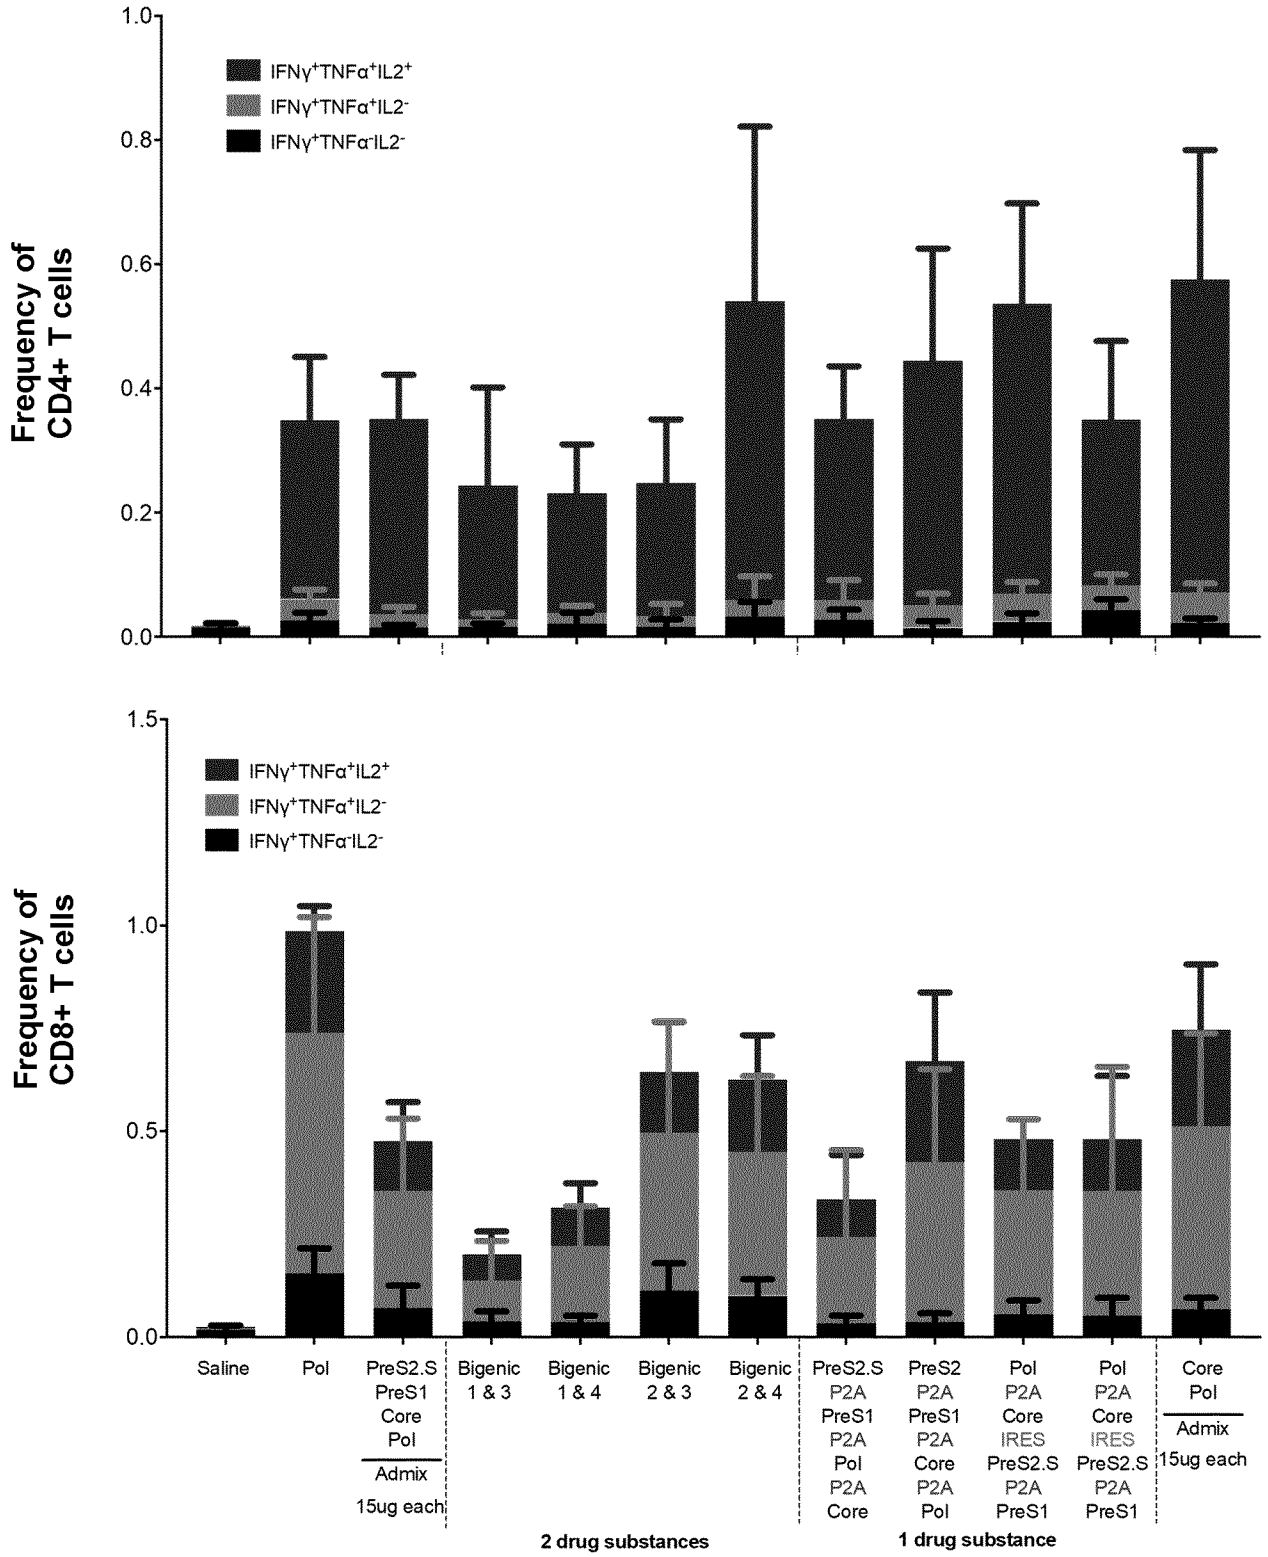 1.0
0.8
0.6
0.4
0.2
0.0
Frequency of
CD4+ T cells
IFNγ⁺TNFα⁺IL2⁺
IFNγ⁺TNFα⁺IL2⁻
IFNγ⁺TNFα⁻IL2⁻
1.5
1.0
0.5
0.0
Frequency of
CD8+ T cells
IFNγ⁺TNFα⁺IL2⁺
IFNγ⁺TNFα⁺IL2⁻
IFNγ⁺TNFα⁻IL2⁻
Saline
Pol
PreS2.S
PreS1
Core
Pol
Admix
15ug each
Bigenic
1 & 3
Bigenic
1 & 4
Bigenic
2 & 3
Bigenic
2 & 4
PreS2.S
P2A
PreS1
P2A
Pol
P2A
Core
PreS2
P2A
PreS1
P2A
Core
P2A
Pol
Pol
P2A
Core
IRES
PreS2.S
P2A
PreS1
Pol
P2A
Core
IRES
PreS2.S
P2A
PreS1
Core
Pol
Admix
15ug each
2 drug substances
1 drug substance